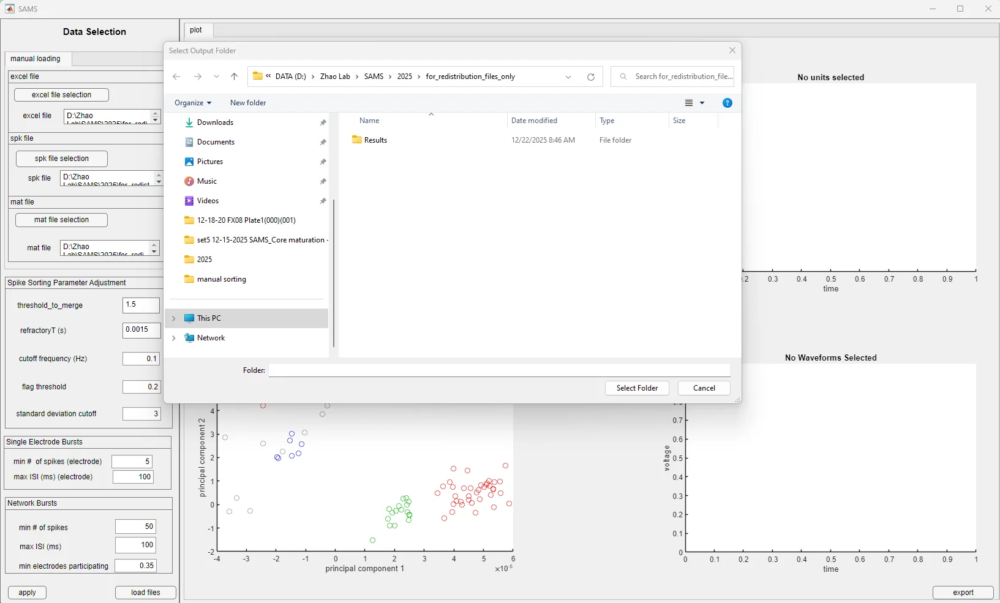 SAMS
Data Selection
manual loading
excel file
excel file selection
excel file
D:\Zhao
Lab\SAMS\2025\for_redi
spk file
spk file selection
spk file
D:\Zhao
Lab\SAMS\2025\for_redist
mat file
mat file selection
mat file
D:\Zhao
Lab\SAMS\2025\for_redi
Spike Sorting Parameter Adjustment
threshold_to_merge
1.5
refractoryT (s)
0.0015
cutoff frequency (Hz)
0.1
flag threshold
0.2
standard deviation cutoff
3
Single Electrode Bursts
min # of spikes (electrode)
5
max ISI (ms) (electrode)
100
Network Bursts
min # of spikes
50
max ISI (ms)
100
min electrodes participating
0.35
apply
load files
plot
Select Output Folder
« DATA (D:) › Zhao Lab › SAMS › 2025 › for_redistribution_files_only
Search for_redistribution_file...
Organize
New folder
?
Downloads
Documents
Pictures
Music
Videos
12-18-20 FX08 Plate1(000)(001)
set5 12-15-2025 SAMS_Core maturation -
2025
manual sorting
This PC
Network
Name Date modified Type Size
Results 12/22/2025 8:46 AM File folder
Folder:
Select Folder
Cancel
No units selected
.2 0.3 0.4 0.5 0.6 0.7 0.8 0.9 1
time
principal component 2
4
3
2
1
0
-1
-2
-4 -3 -2 -1 0 1 2 3 4 5 6
principal component 1
×10-5
No Waveforms Selected
voltage
0.7
0.6
0.5
0.4
0.3
0.2
0.1
0
0 0.1 0.2 0.3 0.4 0.5 0.6 0.7 0.8 0.9 1
time
export